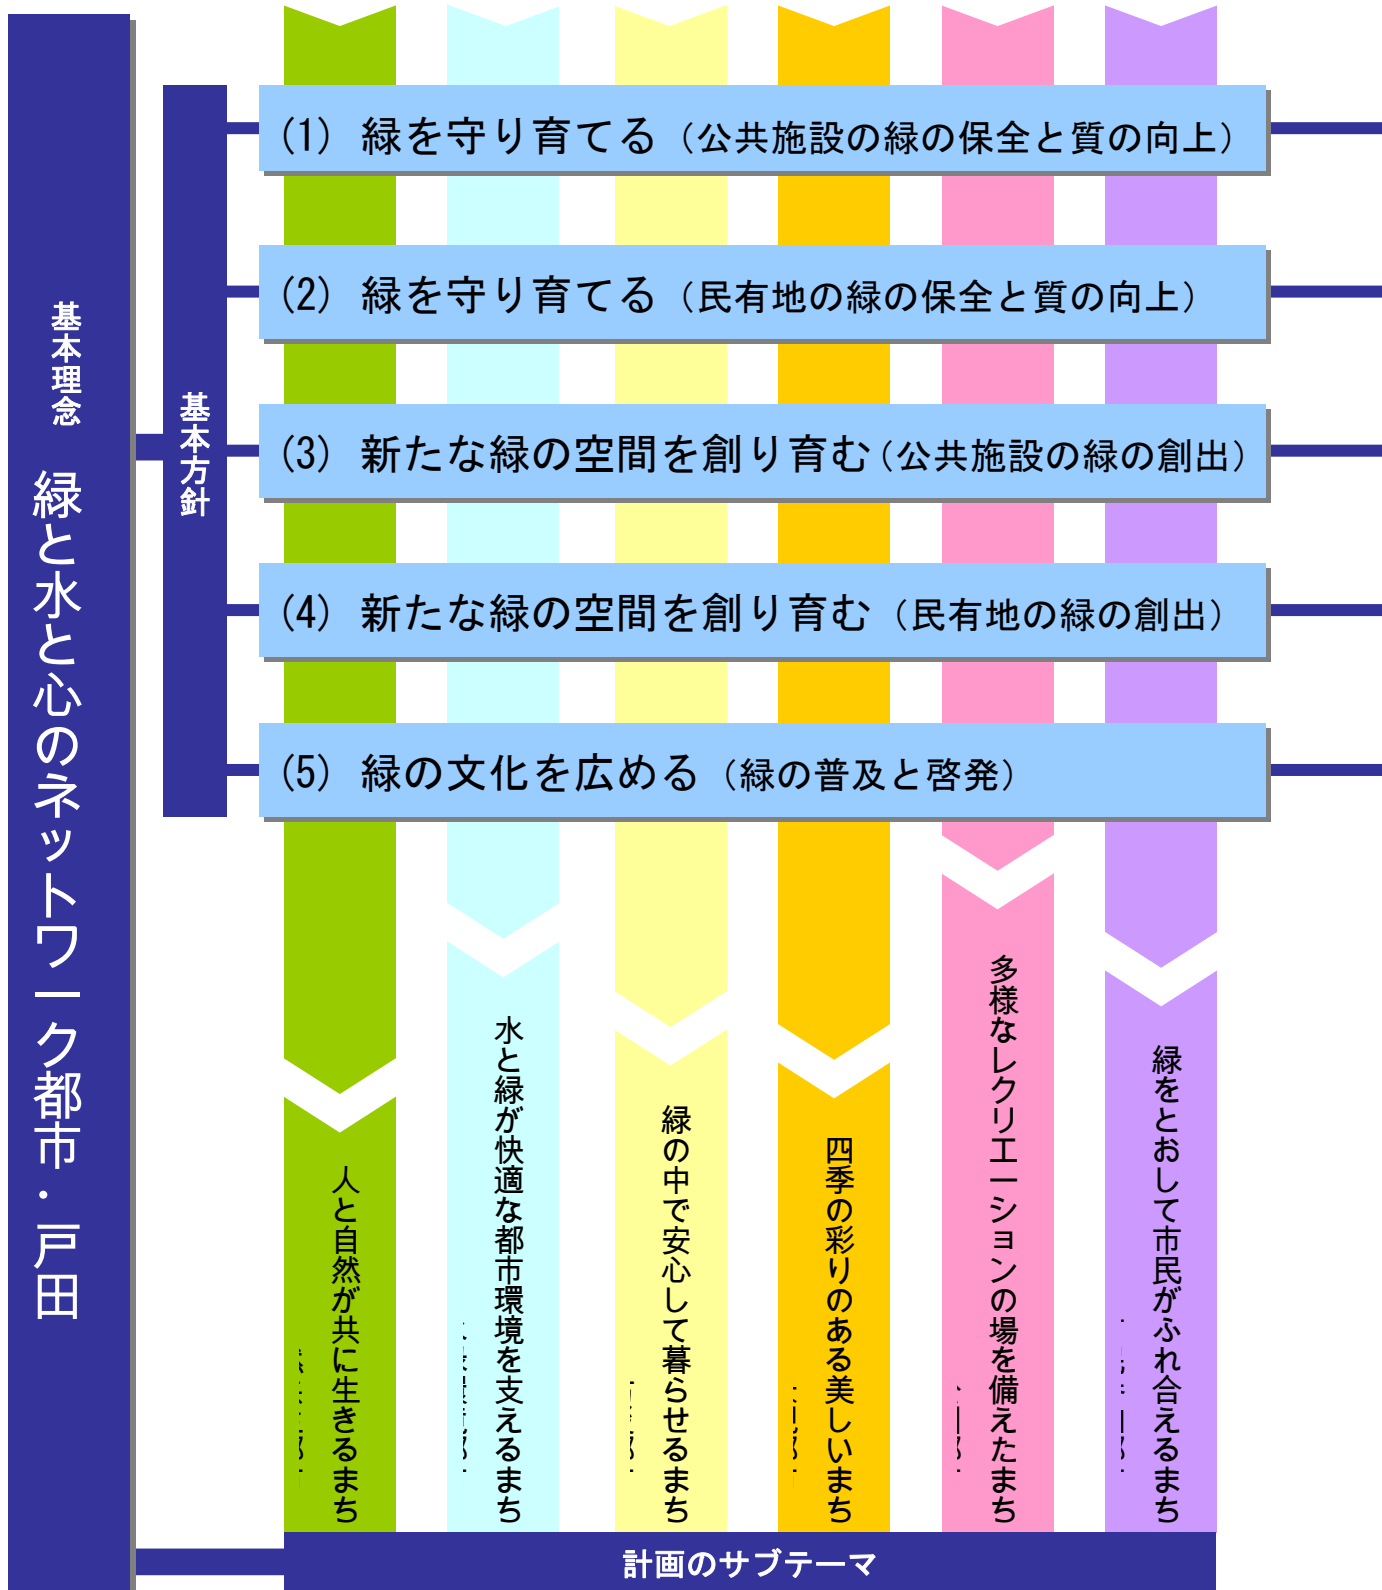 基本理念　緑と水と心のネットワーク都市・戸田
基本方針
(1) 緑を守り育てる（公共施設の緑の保全と質の向上）
(2) 緑を守り育てる（民有地の緑の保全と質の向上）
(3) 新たな緑の空間を創り育む（公共施設の緑の創出）
(4) 新たな緑の空間を創り育む（民有地の緑の創出）
(5) 緑の文化を広める（緑の普及と啓発）
人と自然が共に生きるまち
水と緑が快適な都市環境を支えるまち
緑の中で安心して暮らせるまち
四季の彩りのある美しいまち
多様なレクリエーションの場を備えたまち
緑をとおして市民がふれ合えるまち
計画のサブテーマ